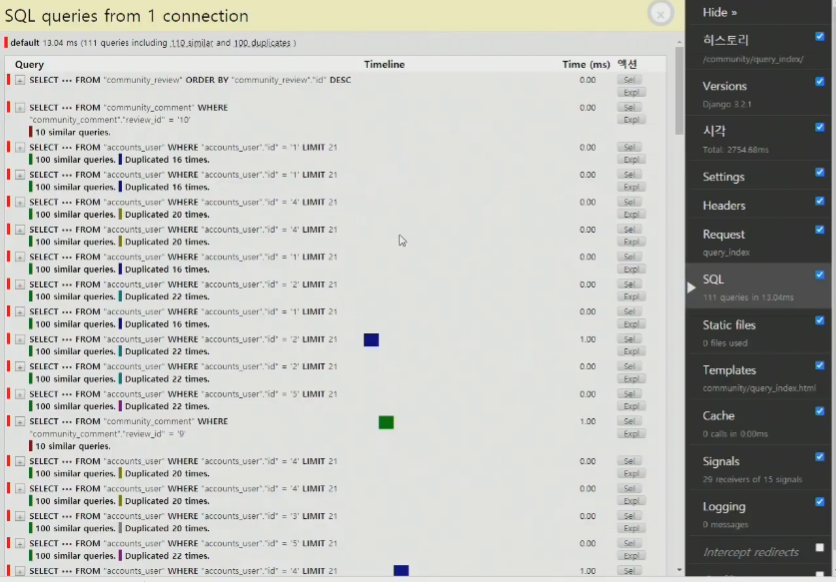 SQL queries from 1 connection
default 13.04 ms (111 queries including 110 similar and 100 duplicates )
Query Timeline Time (ms) 액션
+ SELECT ••• FROM "community_review" ORDER BY "community_review"."id" DESC 0.00 Sel
Expl
+ SELECT ••• FROM "community_comment" WHERE 0.00 Sel
"community_comment"."review_id" = '10' Expl
10 similar queries.
+ SELECT ••• FROM "accounts_user" WHERE "accounts_user"."id" = '1' LIMIT 21 0.00 Sel
100 similar queries. Duplicated 16 times. Expl
+ SELECT ••• FROM "accounts_user" WHERE "accounts_user"."id" = '1' LIMIT 21 0.00 Sel
100 similar queries. Duplicated 16 times. Expl
+ SELECT ••• FROM "accounts_user" WHERE "accounts_user"."id" = '4' LIMIT 21 0.00 Sel
100 similar queries. Duplicated 20 times. Expl
+ SELECT ••• FROM "accounts_user" WHERE "accounts_user"."id" = '4' LIMIT 21 0.00 Sel
100 similar queries. Duplicated 20 times. Expl
+ SELECT ••• FROM "accounts_user" WHERE "accounts_user"."id" = '1' LIMIT 21 0.00 Sel
100 similar queries. Duplicated 16 times. Expl
+ SELECT ••• FROM "accounts_user" WHERE "accounts_user"."id" = '2' LIMIT 21 0.00 Sel
100 similar queries. Duplicated 22 times. Expl
+ SELECT ••• FROM "accounts_user" WHERE "accounts_user"."id" = '1' LIMIT 21 0.00 Sel
100 similar queries. Duplicated 16 times. Expl
+ SELECT ••• FROM "accounts_user" WHERE "accounts_user"."id" = '2' LIMIT 21 1.00 Sel
100 similar queries. Duplicated 22 times. Expl
+ SELECT ••• FROM "accounts_user" WHERE "accounts_user"."id" = '2' LIMIT 21 0.00 Sel
100 similar queries. Duplicated 22 times. Expl
+ SELECT ••• FROM "accounts_user" WHERE "accounts_user"."id" = '5' LIMIT 21 0.00 Sel
100 similar queries. Duplicated 22 times. Expl
+ SELECT ••• FROM "community_comment" WHERE 1.00 Sel
"community_comment"."review_id" = '9' Expl
10 similar queries.
+ SELECT ••• FROM "accounts_user" WHERE "accounts_user"."id" = '4' LIMIT 21 0.00 Sel
100 similar queries. Duplicated 20 times. Expl
+ SELECT ••• FROM "accounts_user" WHERE "accounts_user"."id" = '4' LIMIT 21 0.00 Sel
100 similar queries. Duplicated 20 times. Expl
+ SELECT ••• FROM "accounts_user" WHERE "accounts_user"."id" = '3' LIMIT 21 0.00 Sel
100 similar queries. Duplicated 20 times. Expl
+ SELECT ••• FROM "accounts_user" WHERE "accounts_user"."id" = '5' LIMIT 21 0.00 Sel
100 similar queries. Duplicated 22 times. Expl
+ SELECT ••• FROM "accounts_user" WHERE "accounts_user"."id" = '4' LIMIT 21 1.00 Sel
Hide »
히스토리
/community/query_index/
Versions
Django 3.2.1
시각
Total: 2754.68ms
Settings
Headers
Request
query_index
SQL
111 queries in 13.04ms
Static files
0 files used
Templates
community/query_index.html
Cache
0 calls in 0.00ms
Signals
29 receivers of 15 signals
Logging
0 messages
Intercept redirects